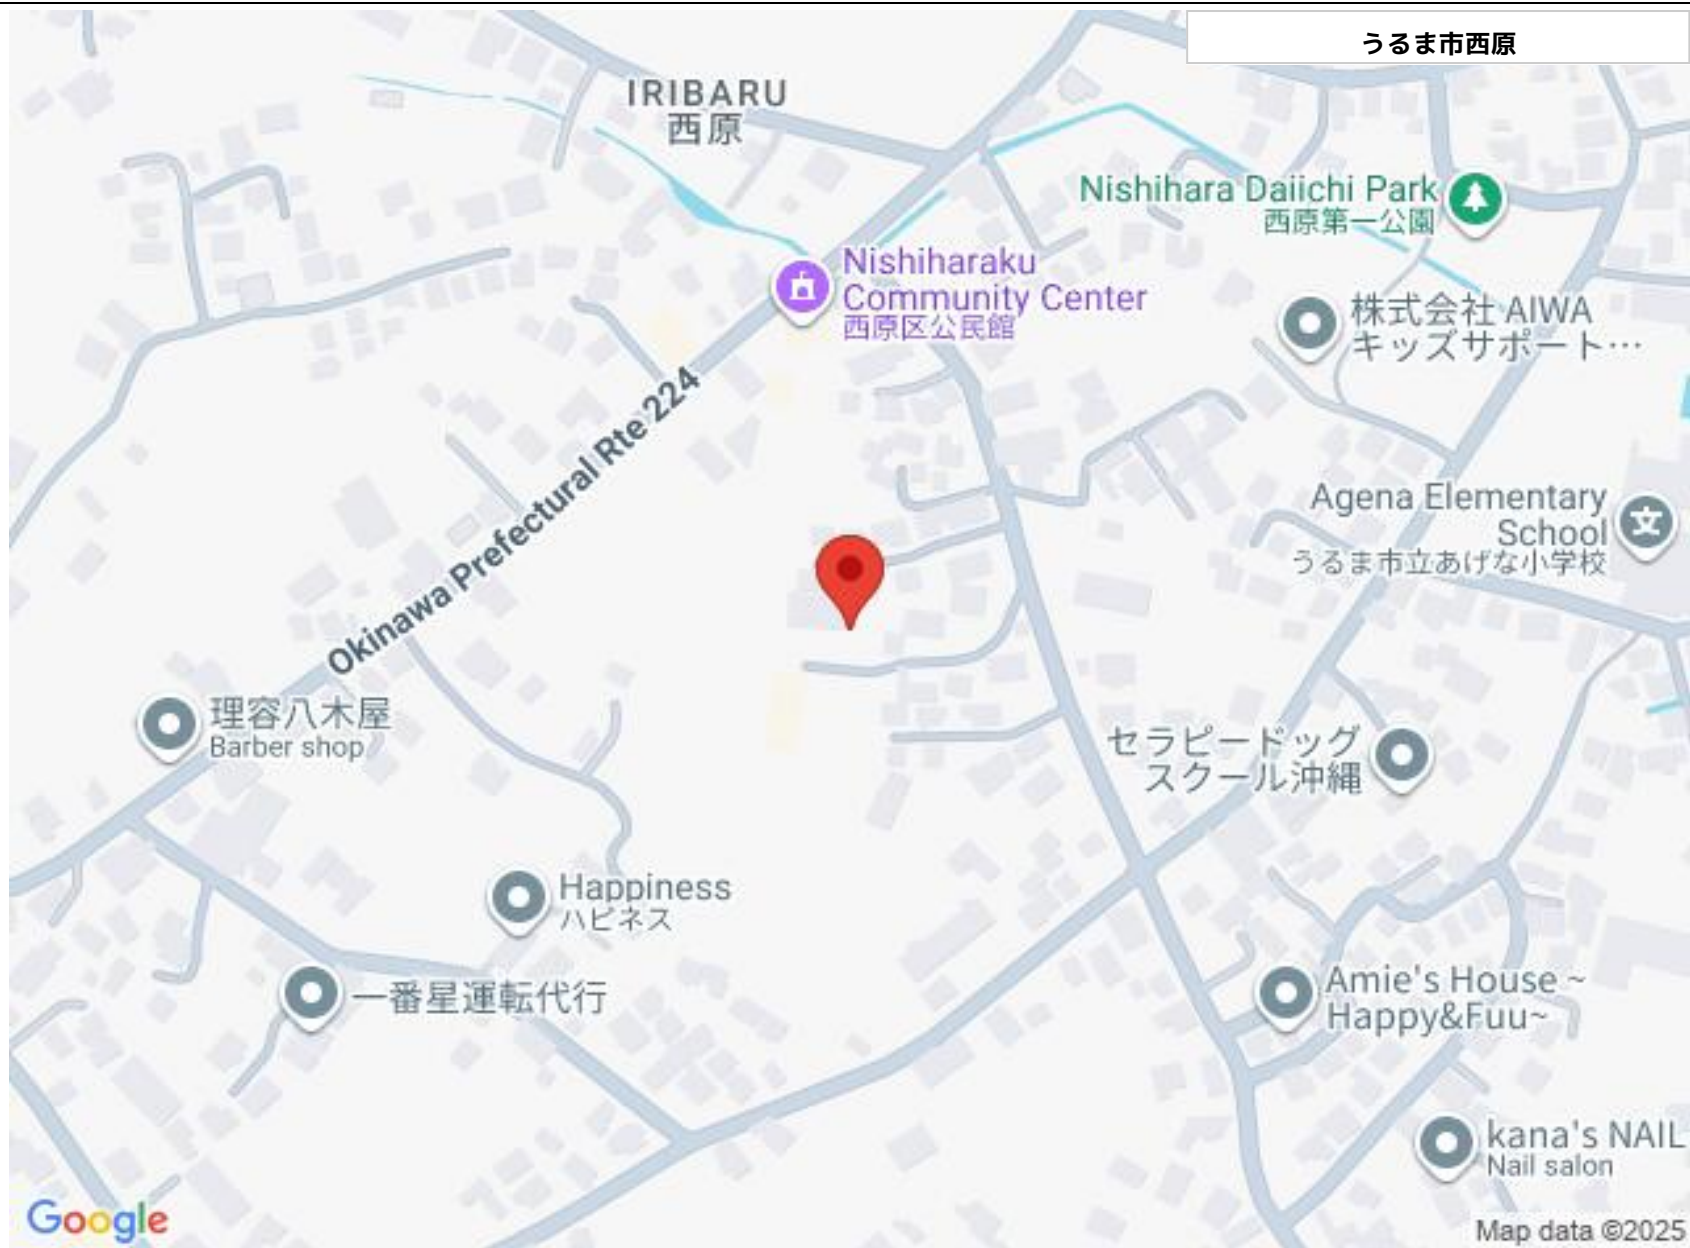 うるま市西原
IRIBARU
西原
Nishihara Daiichi Park
西原第一公園
Nishiharaku
Community Center
西原区公民館
株式会社 AIWA
キッズサポート…
Okinawa Prefectural Rte 224
Agena Elementary
School
うるま市立あげな小学校
理容八木屋
Barber shop
セラピードッグ
スクール沖縄
Happiness
ハピネス
一番星運転代行
Amie's House ~
Happy&Fuu~
kana's NAIL
Nail salon
Google
Map data ©2025